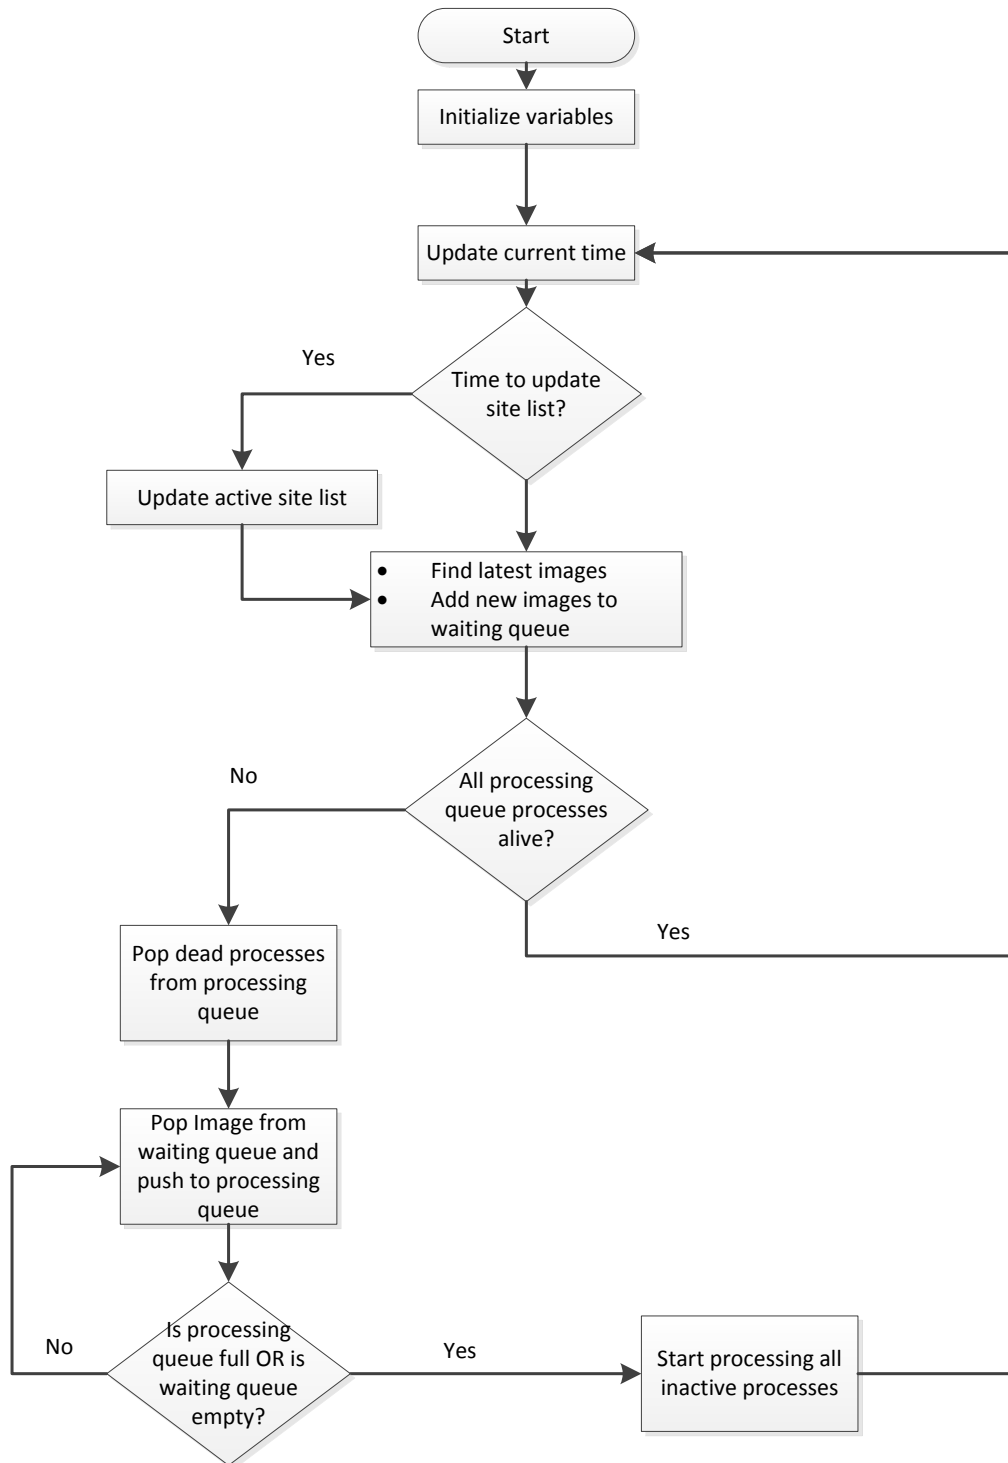 Start
Initialize variables
Update current time
Yes
Time to update
site list?
Update active site list
• Find latest images
• Add new images to
waiting queue
No
All processing
queue processes
alive?
Yes
Pop dead processes
from processing
queue
Pop Image from
waiting queue and
push to processing
queue
No
Is processing
queue full OR is
waiting queue
empty?
Yes
Start processing all
inactive processes